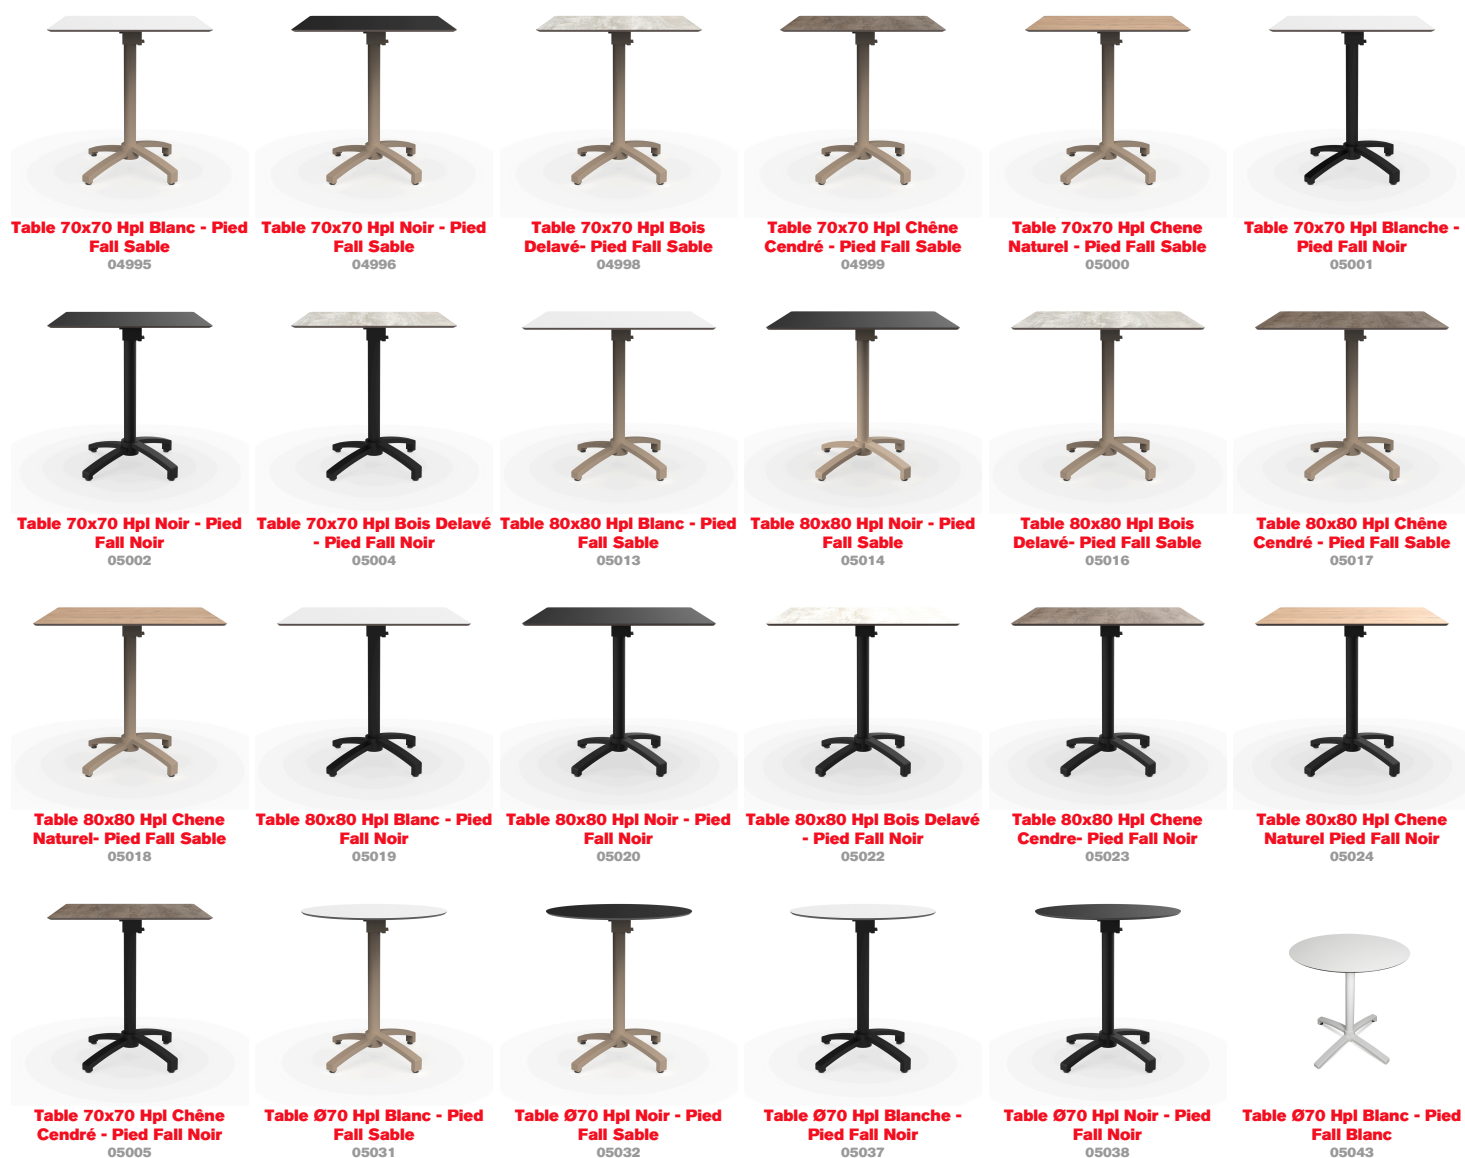 Table 70x70 Hpl Blanc - Pied
Fall Sable
04995
Table 70x70 Hpl Noir - Pied
Fall Sable
04996
Table 70x70 Hpl Bois
Delavé- Pied Fall Sable
04998
Table 70x70 Hpl Chêne
Cendré - Pied Fall Sable
04999
Table 70x70 Hpl Chene
Naturel - Pied Fall Sable
05000
Table 70x70 Hpl Blanche -
Pied Fall Noir
05001
Table 70x70 Hpl Noir - Pied
Fall Noir
05002
Table 70x70 Hpl Bois Delavé
- Pied Fall Noir
05004
Table 80x80 Hpl Blanc - Pied
Fall Sable
05013
Table 80x80 Hpl Noir - Pied
Fall Sable
05014
Table 80x80 Hpl Bois
Delavé- Pied Fall Sable
05016
Table 80x80 Hpl Chêne
Cendré - Pied Fall Sable
05017
Table 80x80 Hpl Chene
Naturel- Pied Fall Sable
05018
Table 80x80 Hpl Blanc - Pied
Fall Noir
05019
Table 80x80 Hpl Noir - Pied
Fall Noir
05020
Table 80x80 Hpl Bois Delavé
- Pied Fall Noir
05022
Table 80x80 Hpl Chene
Cendre- Pied Fall Noir
05023
Table 80x80 Hpl Chene
Naturel Pied Fall Noir
05024
Table 70x70 Hpl Chêne
Cendré - Pied Fall Noir
05005
Table Ø70 Hpl Blanc - Pied
Fall Sable
05031
Table Ø70 Hpl Noir - Pied
Fall Sable
05032
Table Ø70 Hpl Blanche -
Pied Fall Noir
05037
Table Ø70 Hpl Noir - Pied
Fall Noir
05038
Table Ø70 Hpl Blanc - Pied
Fall Blanc
05043